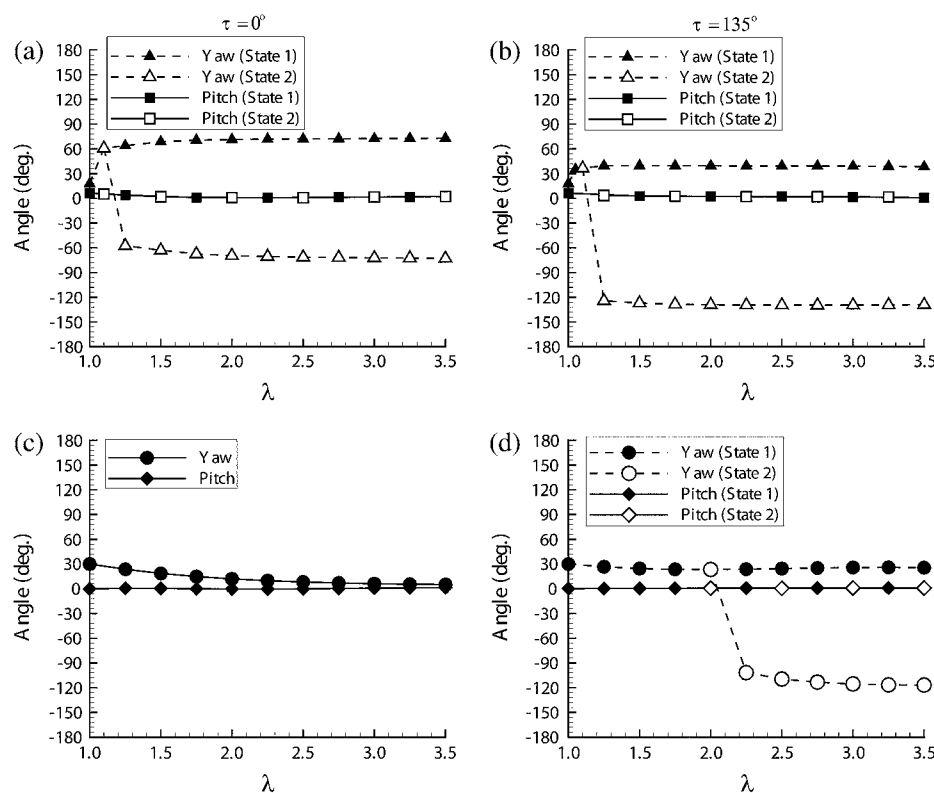 τ = 0°
τ = 135°
(a)
180
150
120
90
60
30
0
-30
-60
-90
-120
-150
-180
Angle (deg.)
Yaw (State 1)
Yaw (State 2)
Pitch (State 1)
Pitch (State 2)
1.0 1.5 2.0 2.5 3.0 3.5
λ
(b)
180
150
120
90
60
30
0
-30
-60
-90
-120
-150
-180
Angle (deg.)
Yaw (State 1)
Yaw (State 2)
Pitch (State 1)
Pitch (State 2)
1.0 1.5 2.0 2.5 3.0 3.5
λ
(c)
180
150
120
90
60
30
0
-30
-60
-90
-120
-150
-180
Angle (deg.)
Yaw
Pitch
1.0 1.5 2.0 2.5 3.0 3.5
λ
(d)
180
150
120
90
60
30
0
-30
-60
-90
-120
-150
-180
Angle (deg.)
Yaw (State 1)
Yaw (State 2)
Pitch (State 1)
Pitch (State 2)
1.0 1.5 2.0 2.5 3.0 3.5
λ